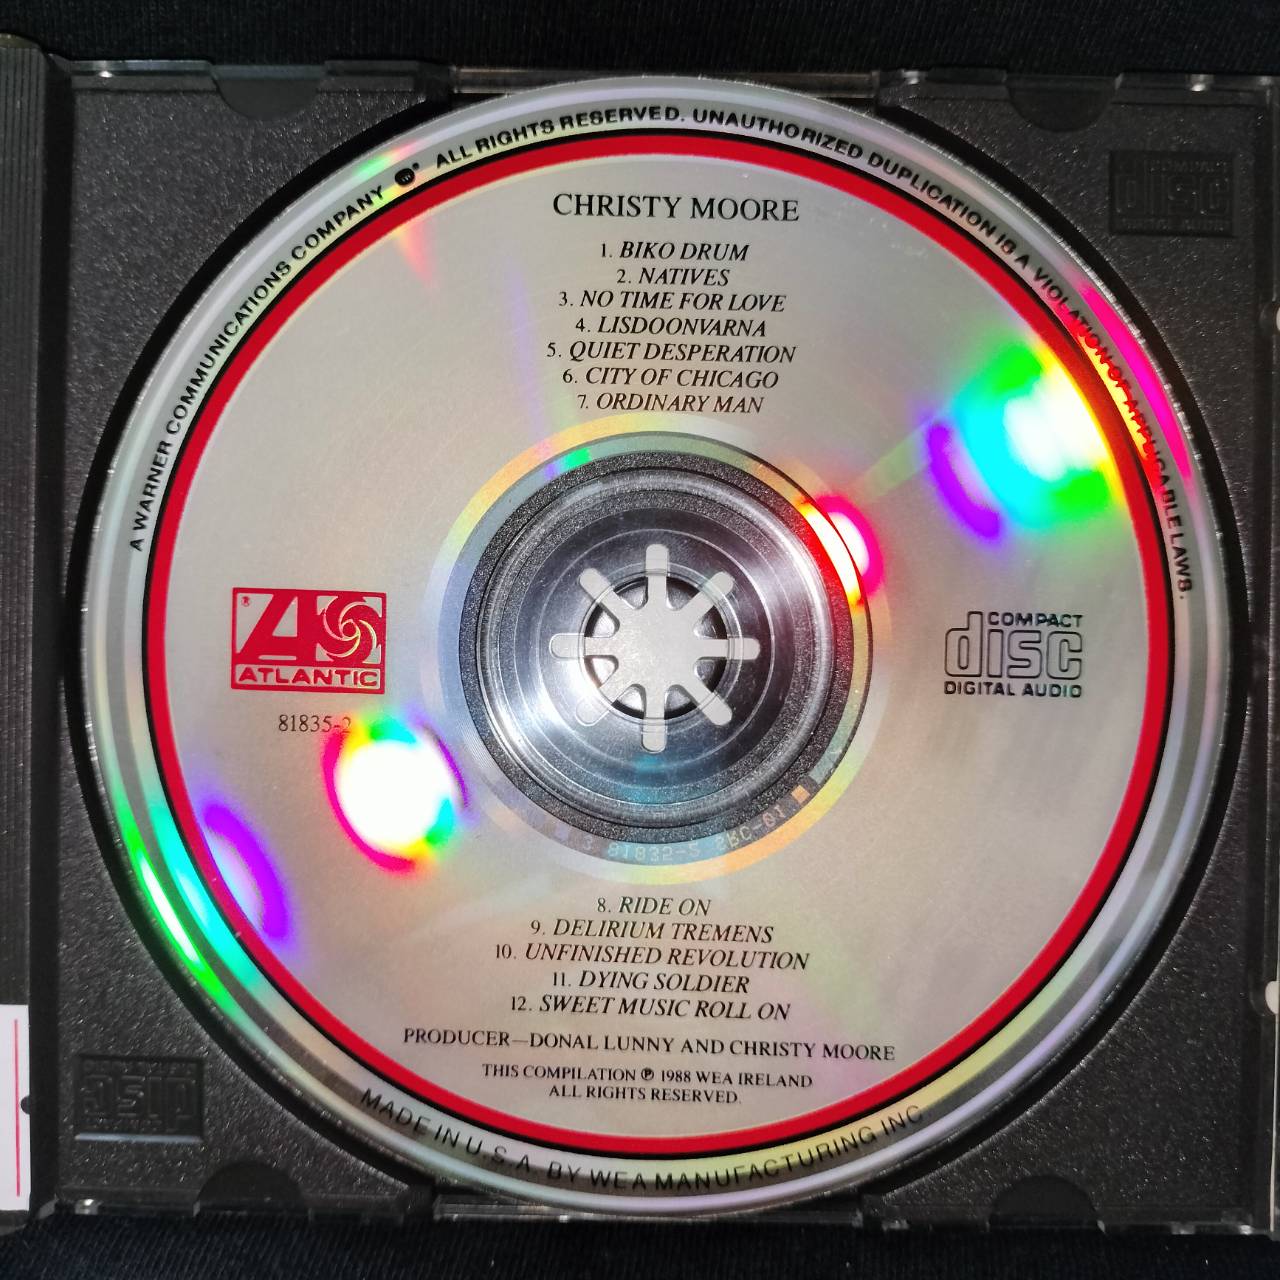 A WARNER COMMUNICATIONS COMPANY ALL RIGHTS RESERVED. UNAUTHORIZED DUPLICATION IS A VIOLATION OF APPLICABLE LAWS.
CHRISTY MOORE
1. BIKO DRUM
2. NATIVES
3. NO TIME FOR LOVE
4. LISDOONVARNA
5. QUIET DESPERATION
6. CITY OF CHICAGO
7. ORDINARY MAN
ATLANTIC
81835-2
COMPACT
disc
DIGITAL AUDIO
8. RIDE ON
9. DELIRIUM TREMENS
10. UNFINISHED REVOLUTION
11. DYING SOLDIER
12. SWEET MUSIC ROLL ON
PRODUCER—DONAL LUNNY AND CHRISTY MOORE
THIS COMPILATION ℗ 1988 WEA IRELAND
ALL RIGHTS RESERVED.
MADE IN U.S.A. BY WEA MANUFACTURING INC.